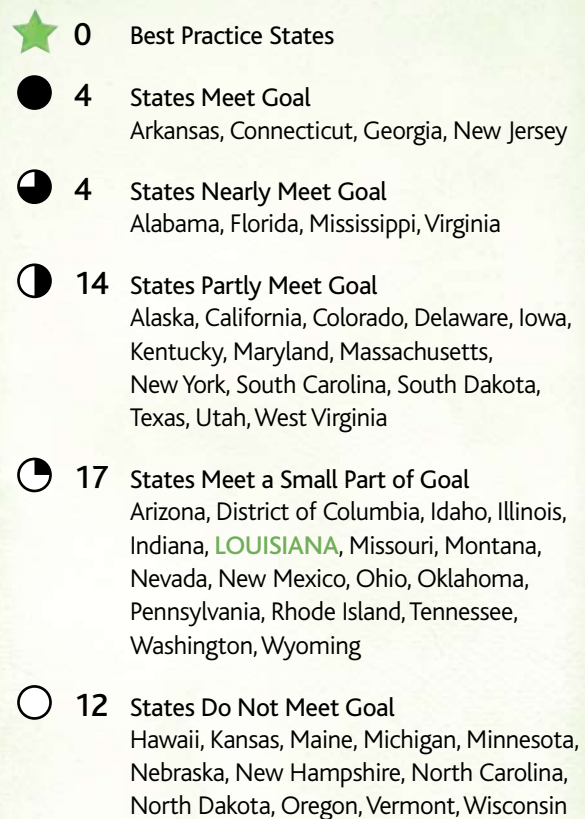 0 Best Practice States
4 States Meet Goal
Arkansas, Connecticut, Georgia, New Jersey
4 States Nearly Meet Goal
Alabama, Florida, Mississippi, Virginia
14 States Partly Meet Goal
Alaska, California, Colorado, Delaware, Iowa,
Kentucky, Maryland, Massachusetts,
New York, South Carolina, South Dakota,
Texas, Utah, West Virginia
17 States Meet a Small Part of Goal
Arizona, District of Columbia, Idaho, Illinois,
Indiana, LOUISIANA, Missouri, Montana,
Nevada, New Mexico, Ohio, Oklahoma,
Pennsylvania, Rhode Island, Tennessee,
Washington, Wyoming
12 States Do Not Meet Goal
Hawaii, Kansas, Maine, Michigan, Minnesota,
Nebraska, New Hampshire, North Carolina,
North Dakota, Oregon, Vermont, Wisconsin